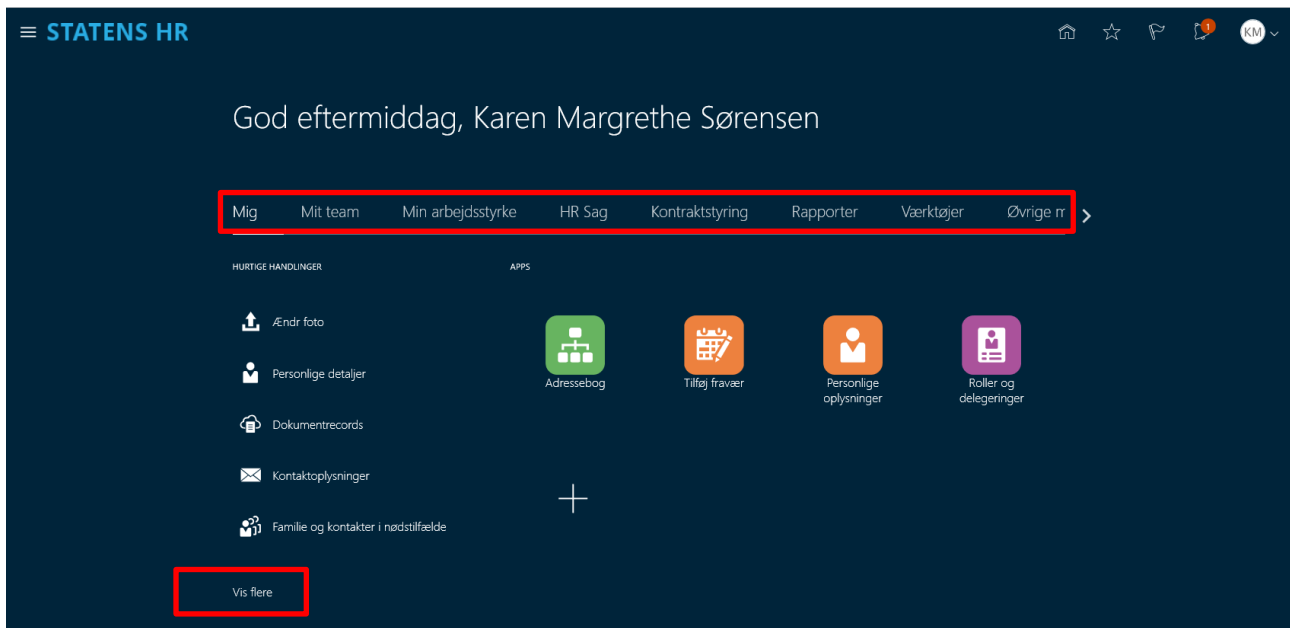 STATENS HR
1
KM
God eftermiddag, Karen Margrethe Sørensen
Mig Mit team Min arbejdsstyrke HR Sag Kontraktstyring Rapporter Værktøjer Øvrige m
HURTIGE HANDLINGER
APPS
Ændr foto
Personlige detaljer
Dokumentrecords
Kontaktoplysninger
Familie og kontakter i nødstilfælde
Vis flere
Adressebog
Tilføj fravær
Personlige
oplysninger
Roller og
delegeringer